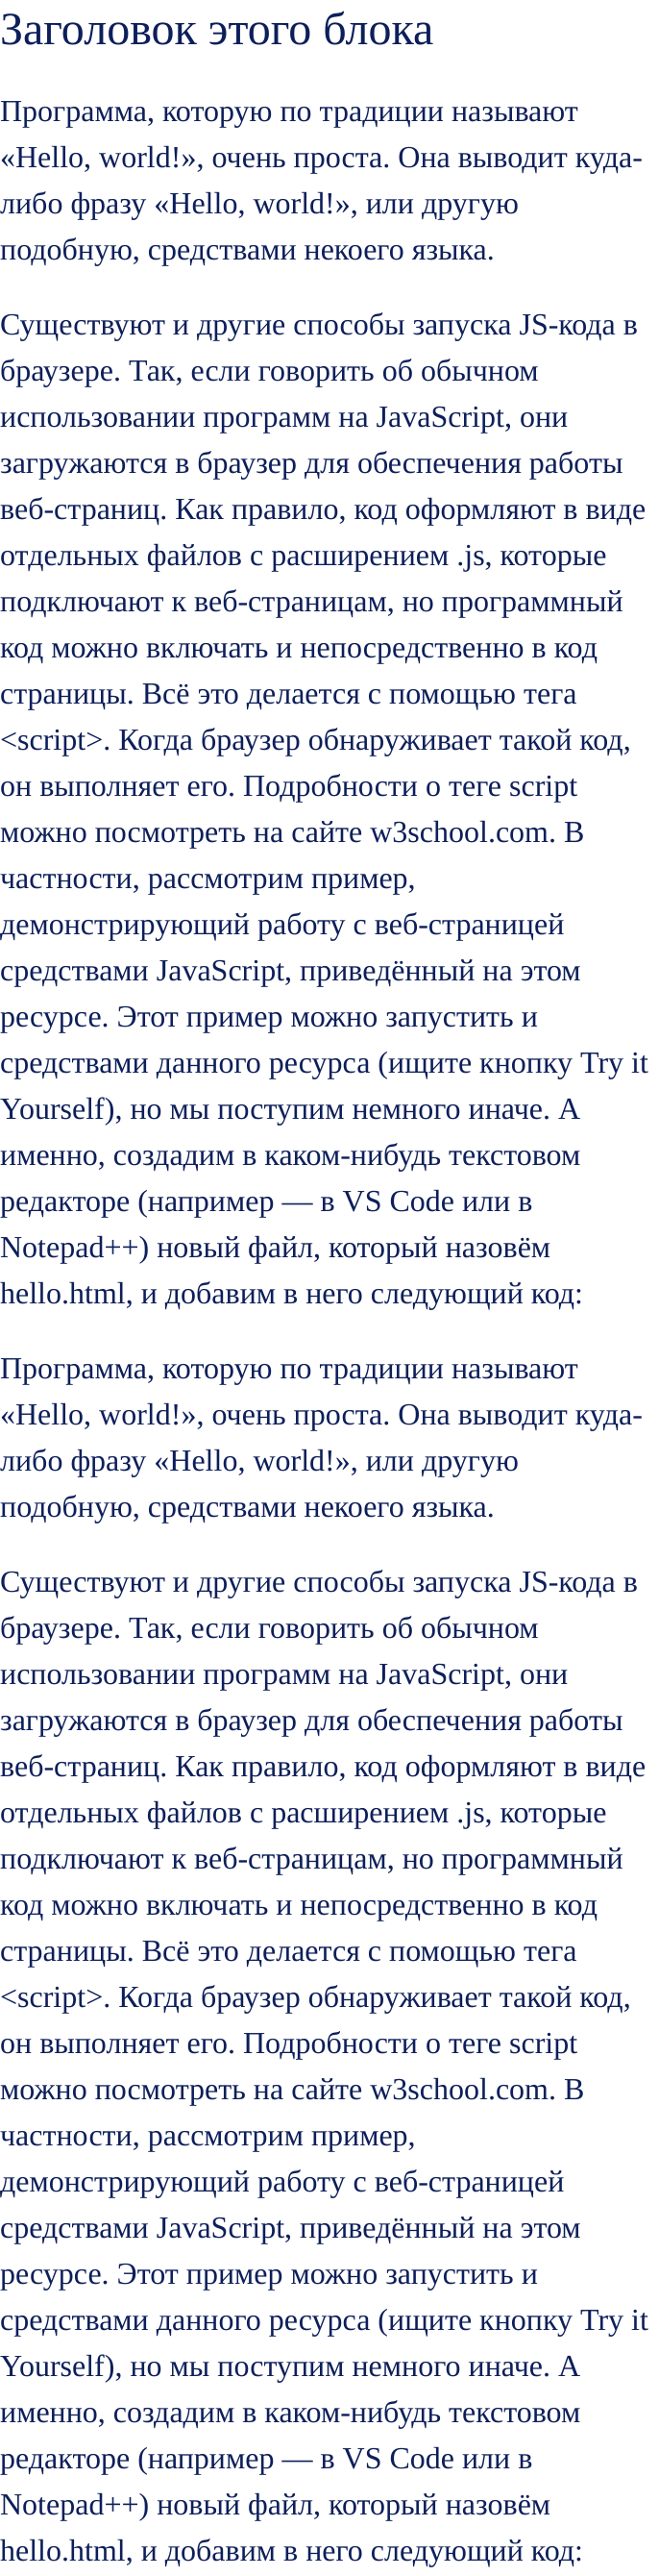 Заголовок этого блока
Программа, которую по традиции называют
«Hello, world!», очень проста. Она выводит куда-
либо фразу «Hello, world!», или другую
подобную, средствами некоего языка.
Существуют и другие способы запуска JS-кода в
браузере. Так, если говорить об обычном
использовании программ на JavaScript, они
загружаются в браузер для обеспечения работы
веб-страниц. Как правило, код оформляют в виде
отдельных файлов с расширением .js, которые
подключают к веб-страницам, но программный
код можно включать и непосредственно в код
страницы. Всё это делается с помощью тега
<script>. Когда браузер обнаруживает такой код,
он выполняет его. Подробности о теге script
можно посмотреть на сайте w3school.com. В
частности, рассмотрим пример,
демонстрирующий работу с веб-страницей
средствами JavaScript, приведённый на этом
ресурсе. Этот пример можно запустить и
средствами данного ресурса (ищите кнопку Try it
Yourself), но мы поступим немного иначе. А
именно, создадим в каком-нибудь текстовом
редакторе (например — в VS Code или в
Notepad++) новый файл, который назовём
hello.html, и добавим в него следующий код:
Программа, которую по традиции называют
«Hello, world!», очень проста. Она выводит куда-
либо фразу «Hello, world!», или другую
подобную, средствами некоего языка.
Существуют и другие способы запуска JS-кода в
браузере. Так, если говорить об обычном
использовании программ на JavaScript, они
загружаются в браузер для обеспечения работы
веб-страниц. Как правило, код оформляют в виде
отдельных файлов с расширением .js, которые
подключают к веб-страницам, но программный
код можно включать и непосредственно в код
страницы. Всё это делается с помощью тега
<script>. Когда браузер обнаруживает такой код,
он выполняет его. Подробности о теге script
можно посмотреть на сайте w3school.com. В
частности, рассмотрим пример,
демонстрирующий работу с веб-страницей
средствами JavaScript, приведённый на этом
ресурсе. Этот пример можно запустить и
средствами данного ресурса (ищите кнопку Try it
Yourself), но мы поступим немного иначе. А
именно, создадим в каком-нибудь текстовом
редакторе (например — в VS Code или в
Notepad++) новый файл, который назовём
hello.html, и добавим в него следующий код: